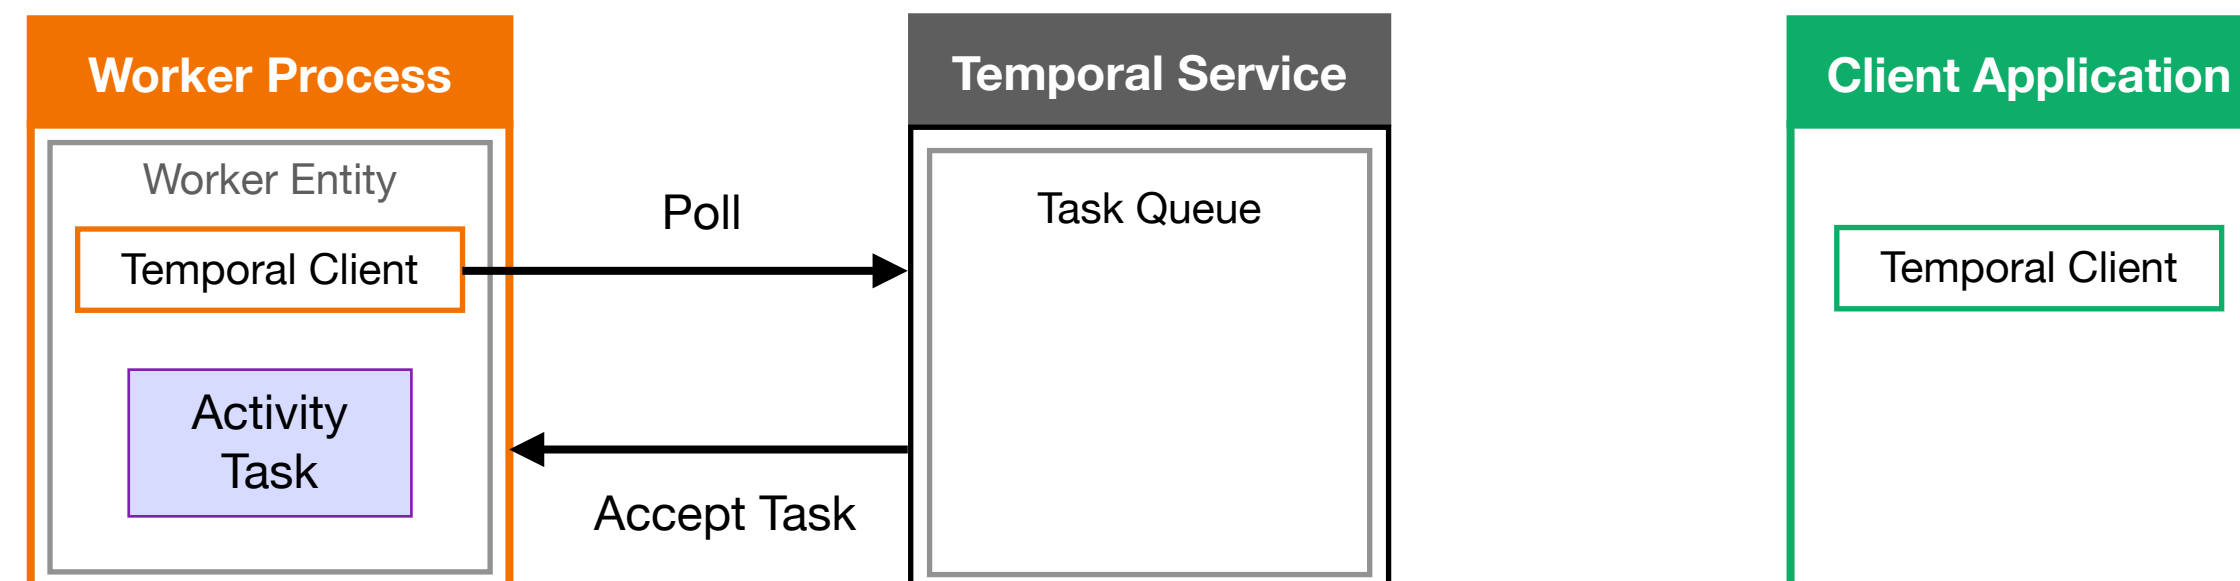 Worker Process
Temporal Service
Client Application
Worker Entity
Temporal Client
Poll
Task Queue
Temporal Client
Activity
Task
Accept Task